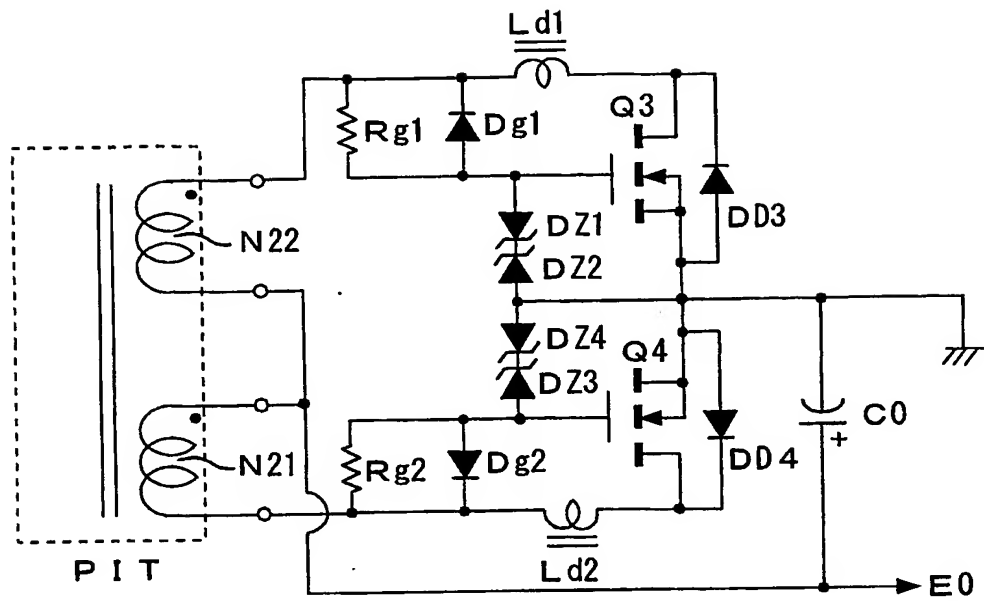 Ld1
Q3
Rg1
Dg1
DD3
DZ1
N22
DZ2
DZ4
Q4
DZ3
C0
+
N21
Rg2
Dg2
DD4
PIT
Ld2
E0